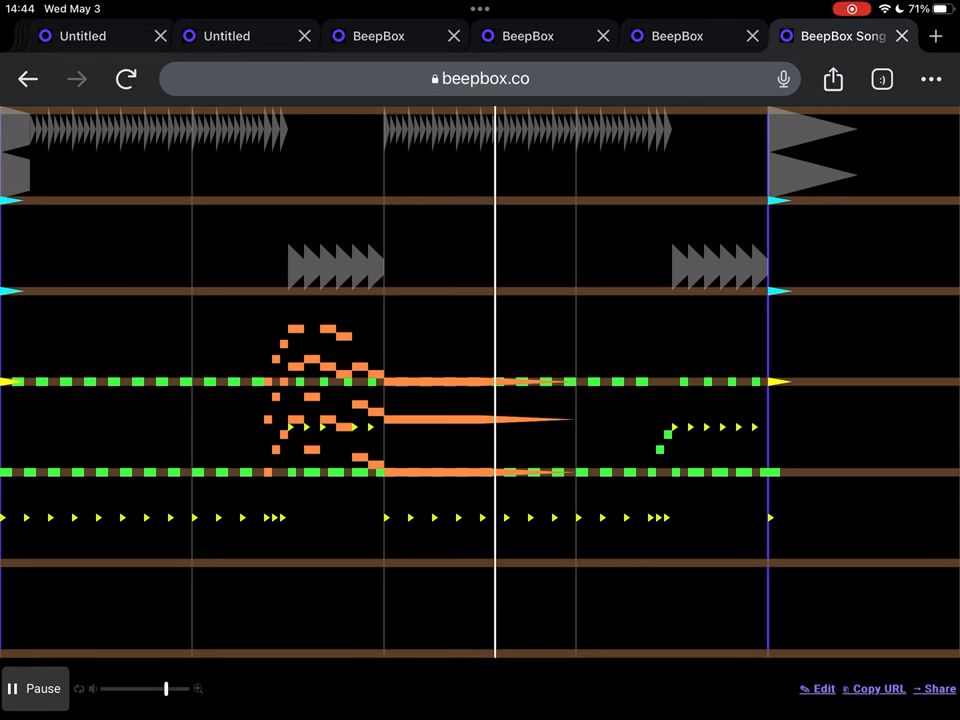 14:44 Wed May 3 71%
Untitled Untitled BeepBox BeepBox BeepBox BeepBox Song
beepbox.co :)
Pause Edit Copy URL Share